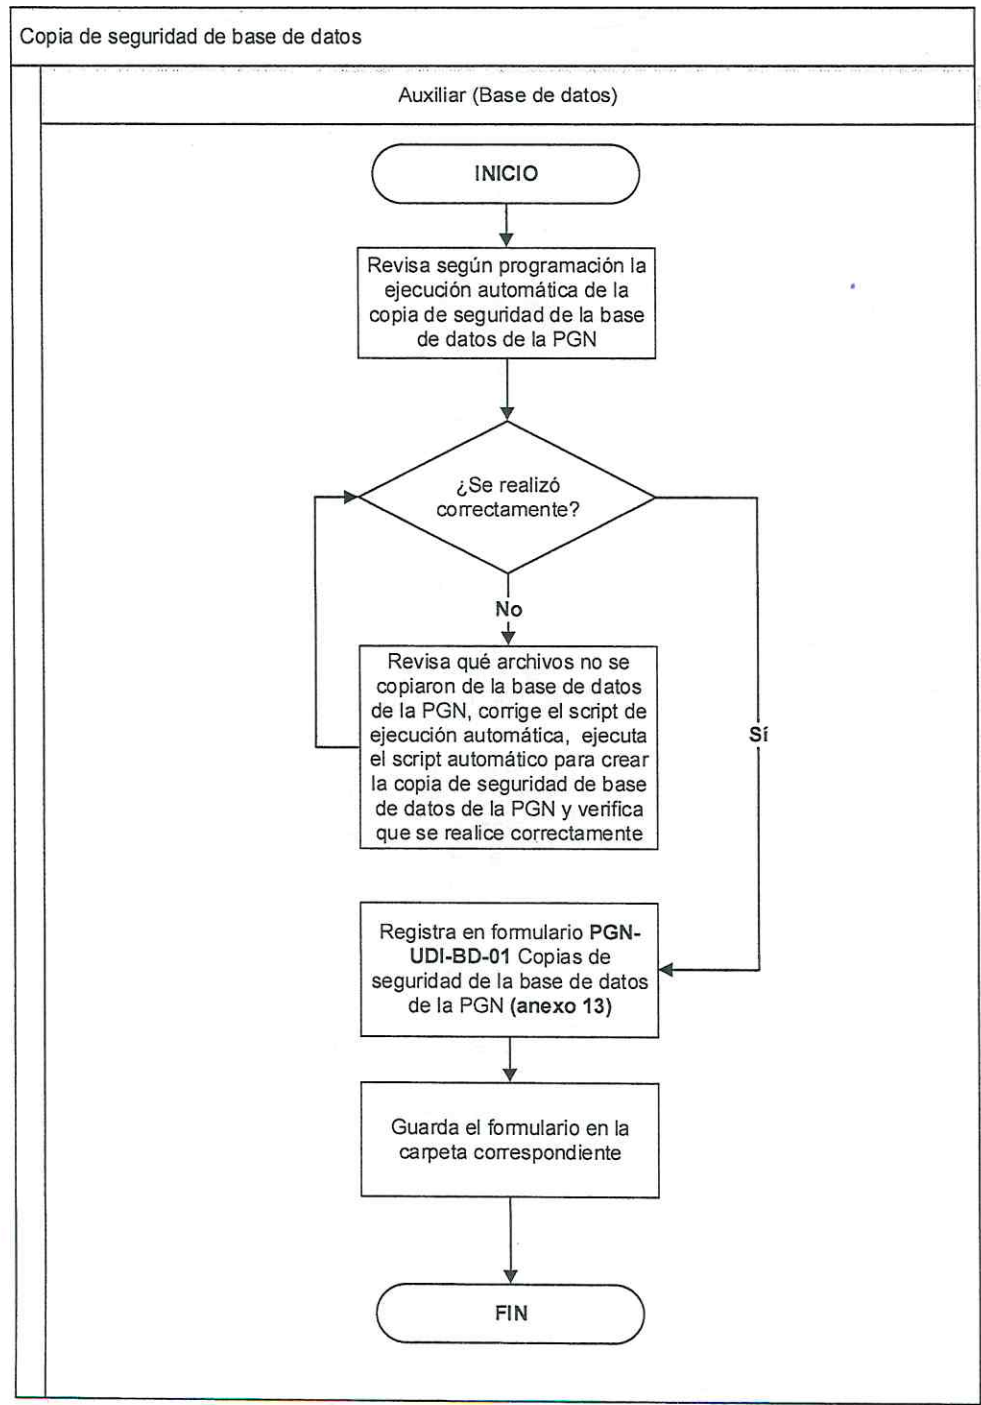 Copia de seguridad de base de datos
Auxiliar (Base de datos)
INICIO
Revisa según programación la
ejecución automática de la
copia de seguridad de la base
de datos de la PGN
¿Se realizó
correctamente?
No
Revisa qué archivos no se
copiaron de la base de datos
de la PGN, corrige el script de
ejecución automática, ejecuta
el script automático para crear
la copia de seguridad de base
de datos de la PGN y verifica
que se realice correctamente
Sí
Registra en formulario PGN-
UDI-BD-01 Copias de
seguridad de la base de datos
de la PGN (anexo 13)
Guarda el formulario en la
carpeta correspondiente
FIN